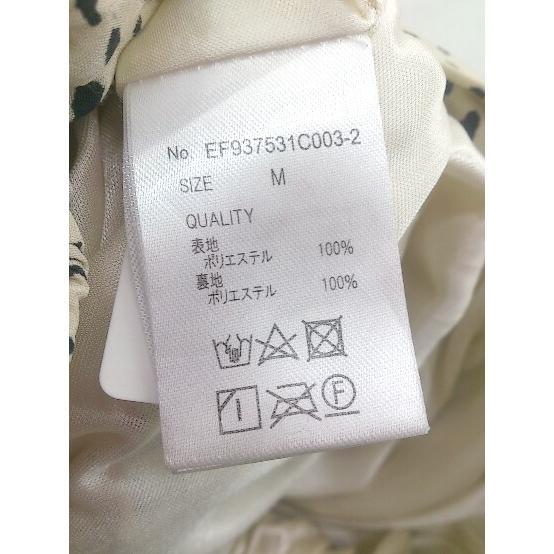 No. EF937531C003-2
SIZE M
QUALITY
表地
ポリエステル 100%
裏地
ポリエステル 100%
F